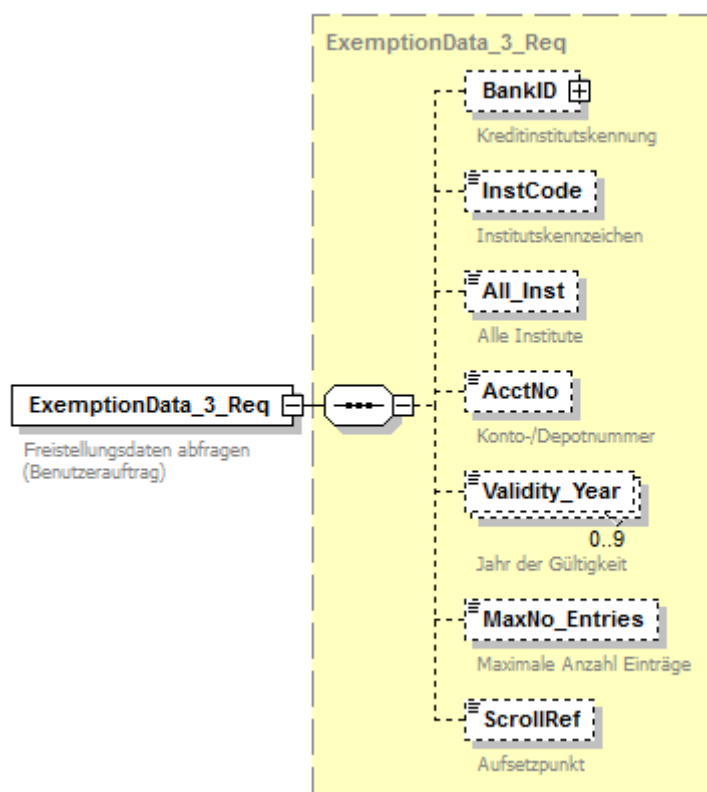 ExemptionData_3_Req
BankID
Kreditinstitutskennung
InstCode
Institutskennzeichen
All_Inst
Alle Institute
AcctNo
Konto-/Depotnummer
ExemptionData_3_Req
Freistellungsdaten abfragen
(Benutzerauftrag)
Validity_Year
0..9
Jahr der Gültigkeit
MaxNo_Entries
Maximale Anzahl Einträge
ScrollRef
Aufsetzpunkt